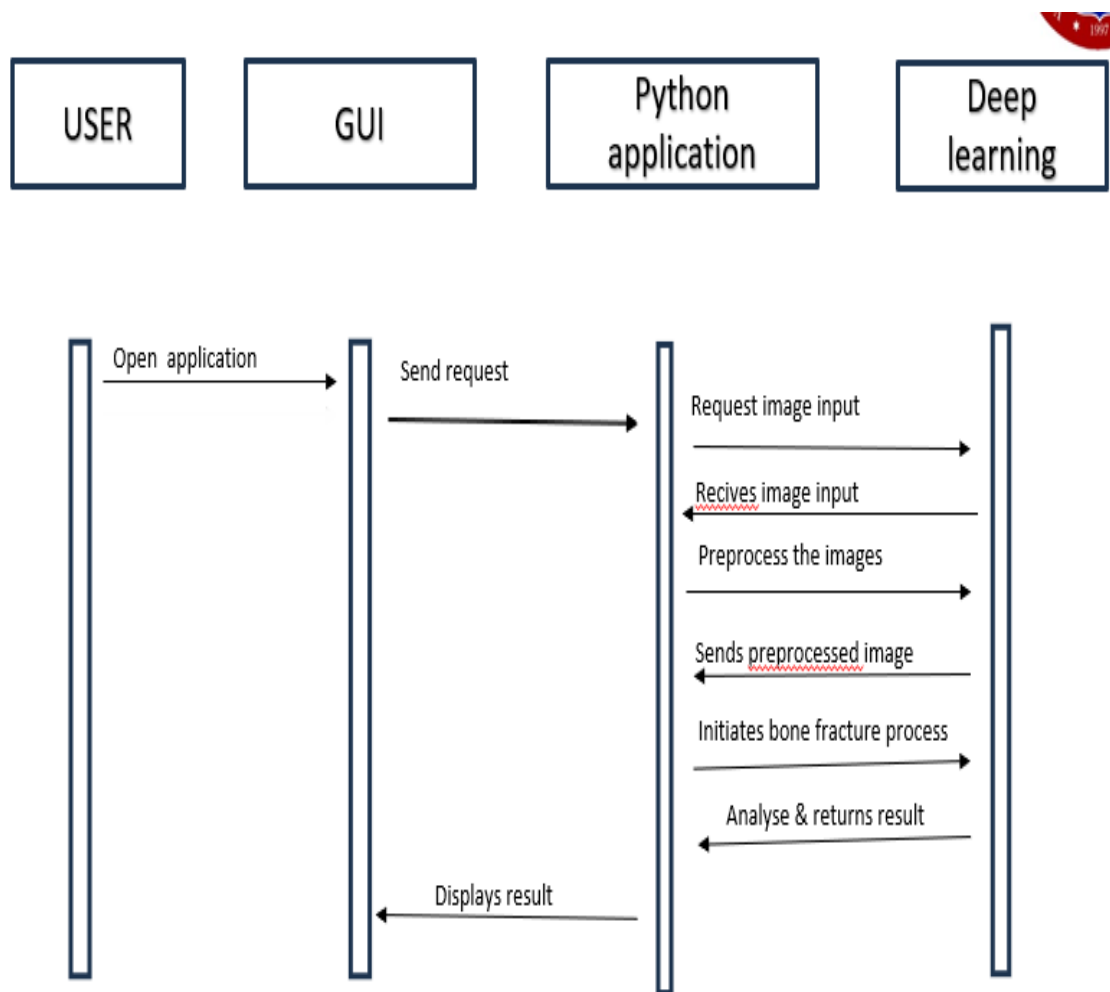 1997
USER
GUI
Python
application
Deep
learning
Open application
Send request
Request image input
Recives image input
Preprocess the images
Sends preprocessed image
Initiates bone fracture process
Analyse & returns result
Displays result